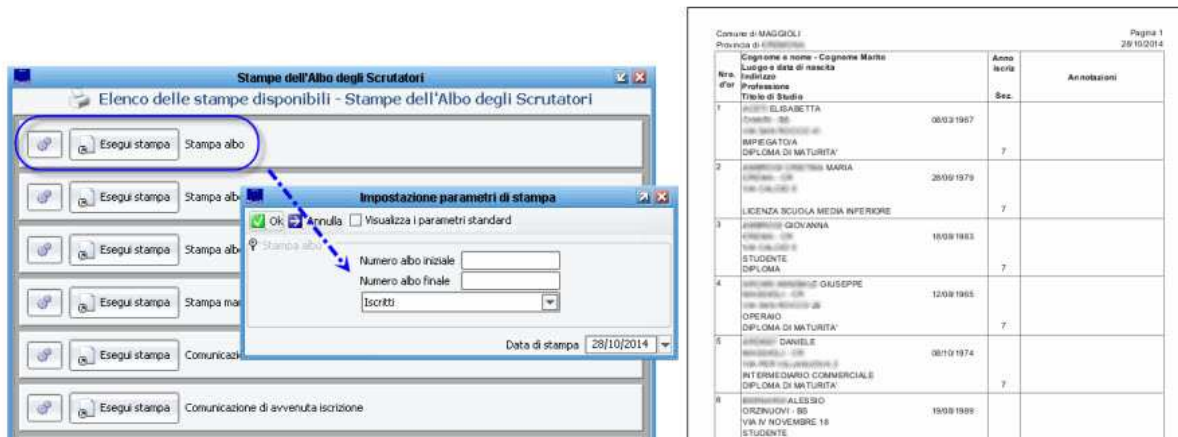 Stampe dell'Albo degli Scrutatori
Elenco delle stampe disponibili - Stampe dell'Albo degli Scrutatori
Esegui stampa Stampa albo
Esegui stampa Stampa alb
Esegui stampa Stampa alb
Esegui stampa Stampa ma
Esegui stampa Comunicazi
Esegui stampa Comunicazione di avvenuta iscrizione
Impostazione parametri di stampa
Ok Annulla Visualizza i parametri standard
Stampa albo
Numero albo iniziale
Numero albo finale
Iscritti
Data di stampa 28/10/2014
Comune di MAGGIOLI Pagina 1
Provincia di 28/10/2014
Nro. d'or
Cognome e nome - Cognome Marito
Luogo e data di nascita
Indirizzo
Professione
Titolo di Studio
Anno iscriz
Sez.
Annotazioni
1 ELISABETTA
08/03/1967
IMPIEGATO/A
DIPLOMA DI MATURITA' 7
2 MARIA
28/09/1979
LICENZA SCUOLA MEDIA INFERIORE 7
3 GIOVANNA
18/08/1983
STUDENTE
DIPLOMA 7
4 GIUSEPPE
12/08/1965
OPERAIO
DIPLOMA DI MATURITA' 7
5 DANIELE
08/10/1974
INTERMEDIARIO COMMERCIALE
DIPLOMA DI MATURITA' 7
6 ALESSIO
ORZINUOVI - BS 19/08/1989
VIA IV NOVEMBRE 18
STUDENTE